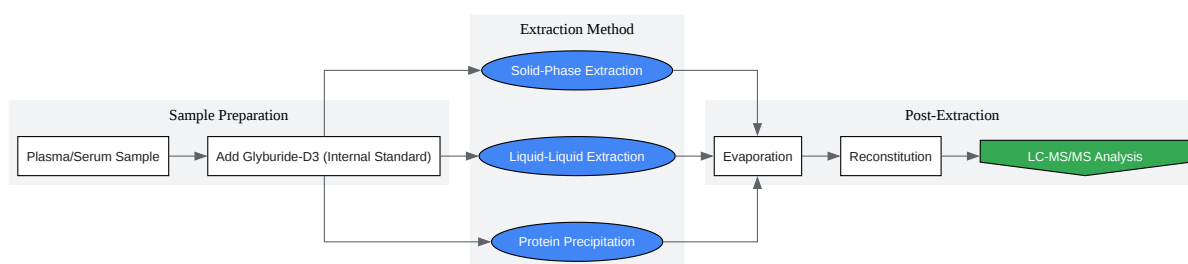 Extraction Method
Solid-Phase Extraction
Sample Preparation
Post-Extraction
Plasma/Serum Sample
Add Glyburide-D3 (Internal Standard)
Liquid-Liquid Extraction
Evaporation
Reconstitution
LC-MS/MS Analysis
Protein Precipitation